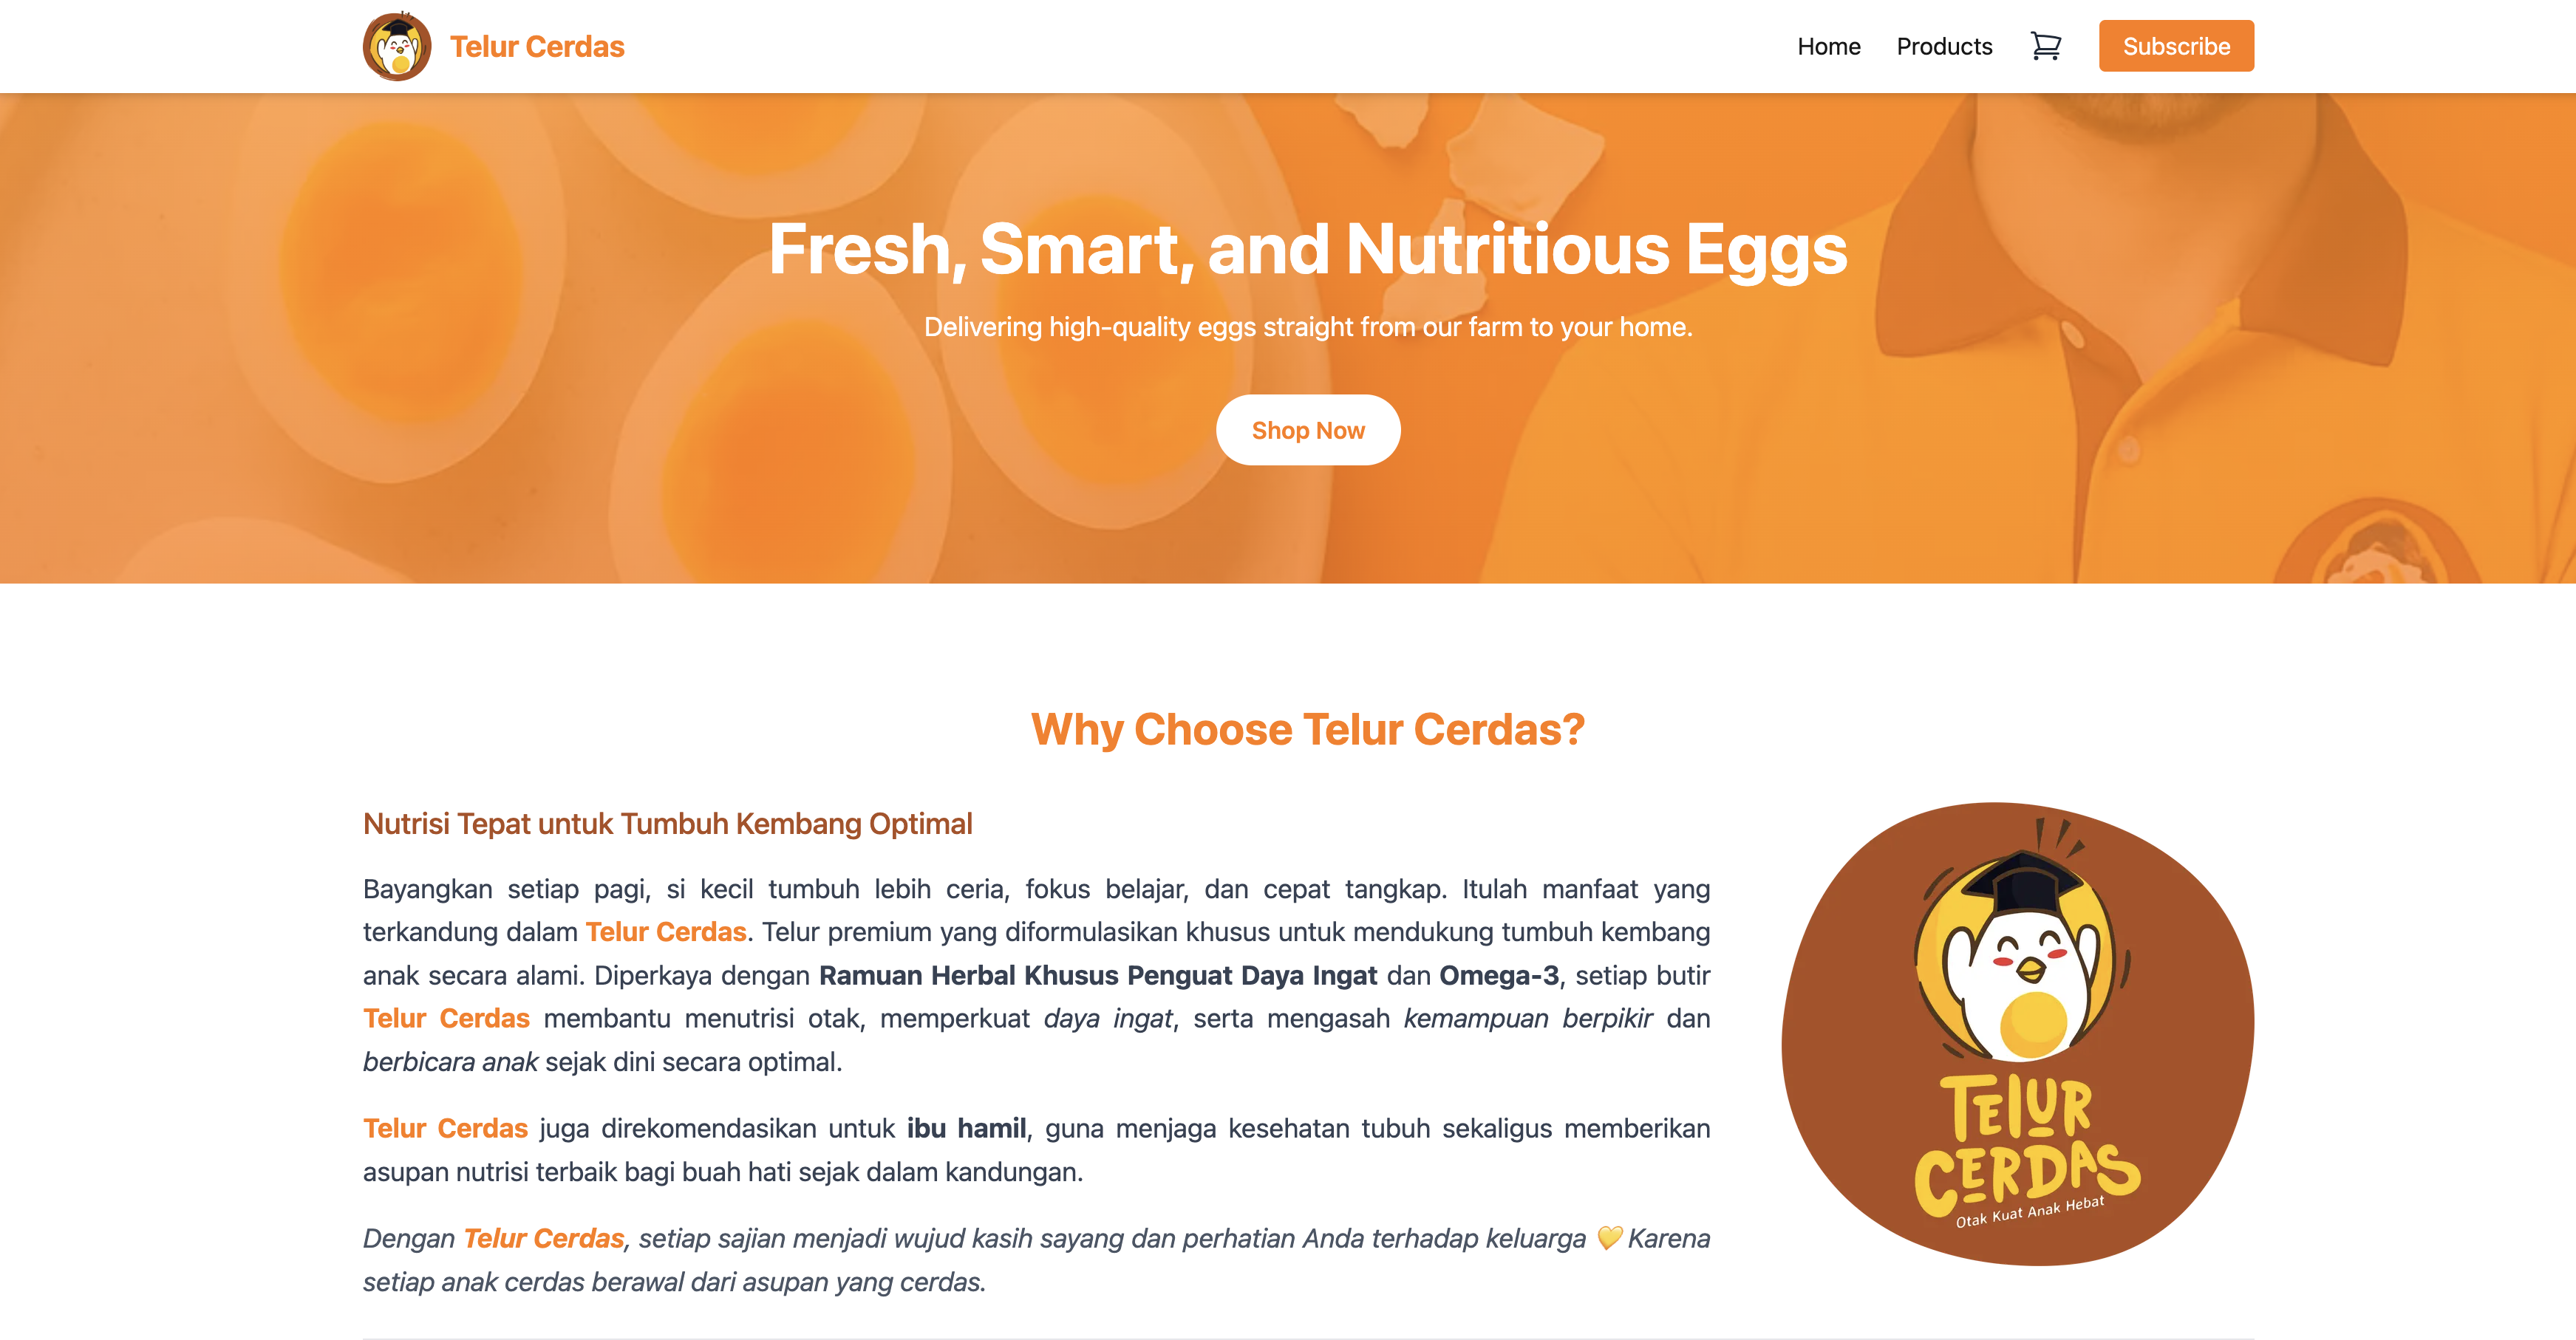 Telur Cerdas
Home
Products
Subscribe
Fresh, Smart, and Nutritious Eggs
Delivering high-quality eggs straight from our farm to your home.
Shop Now
Why Choose Telur Cerdas?
Nutrisi Tepat untuk Tumbuh Kembang Optimal
Bayangkan setiap pagi, si kecil tumbuh lebih ceria, fokus belajar, dan cepat tangkap. Itulah manfaat yang
terkandung dalam Telur Cerdas. Telur premium yang diformulasikan khusus untuk mendukung tumbuh kembang
anak secara alami. Diperkaya dengan Ramuan Herbal Khusus Penguat Daya Ingat dan Omega-3, setiap butir
Telur Cerdas membantu menutrisi otak, memperkuat daya ingat, serta mengasah kemampuan berpikir dan
berbicara anak sejak dini secara optimal.
Telur Cerdas juga direkomendasikan untuk ibu hamil, guna menjaga kesehatan tubuh sekaligus memberikan
asupan nutrisi terbaik bagi buah hati sejak dalam kandungan.
Dengan Telur Cerdas, setiap sajian menjadi wujud kasih sayang dan perhatian Anda terhadap keluarga 💛 Karena
setiap anak cerdas berawal dari asupan yang cerdas.
TELUR
CERDAS
Otak Kuat Anak Hebat